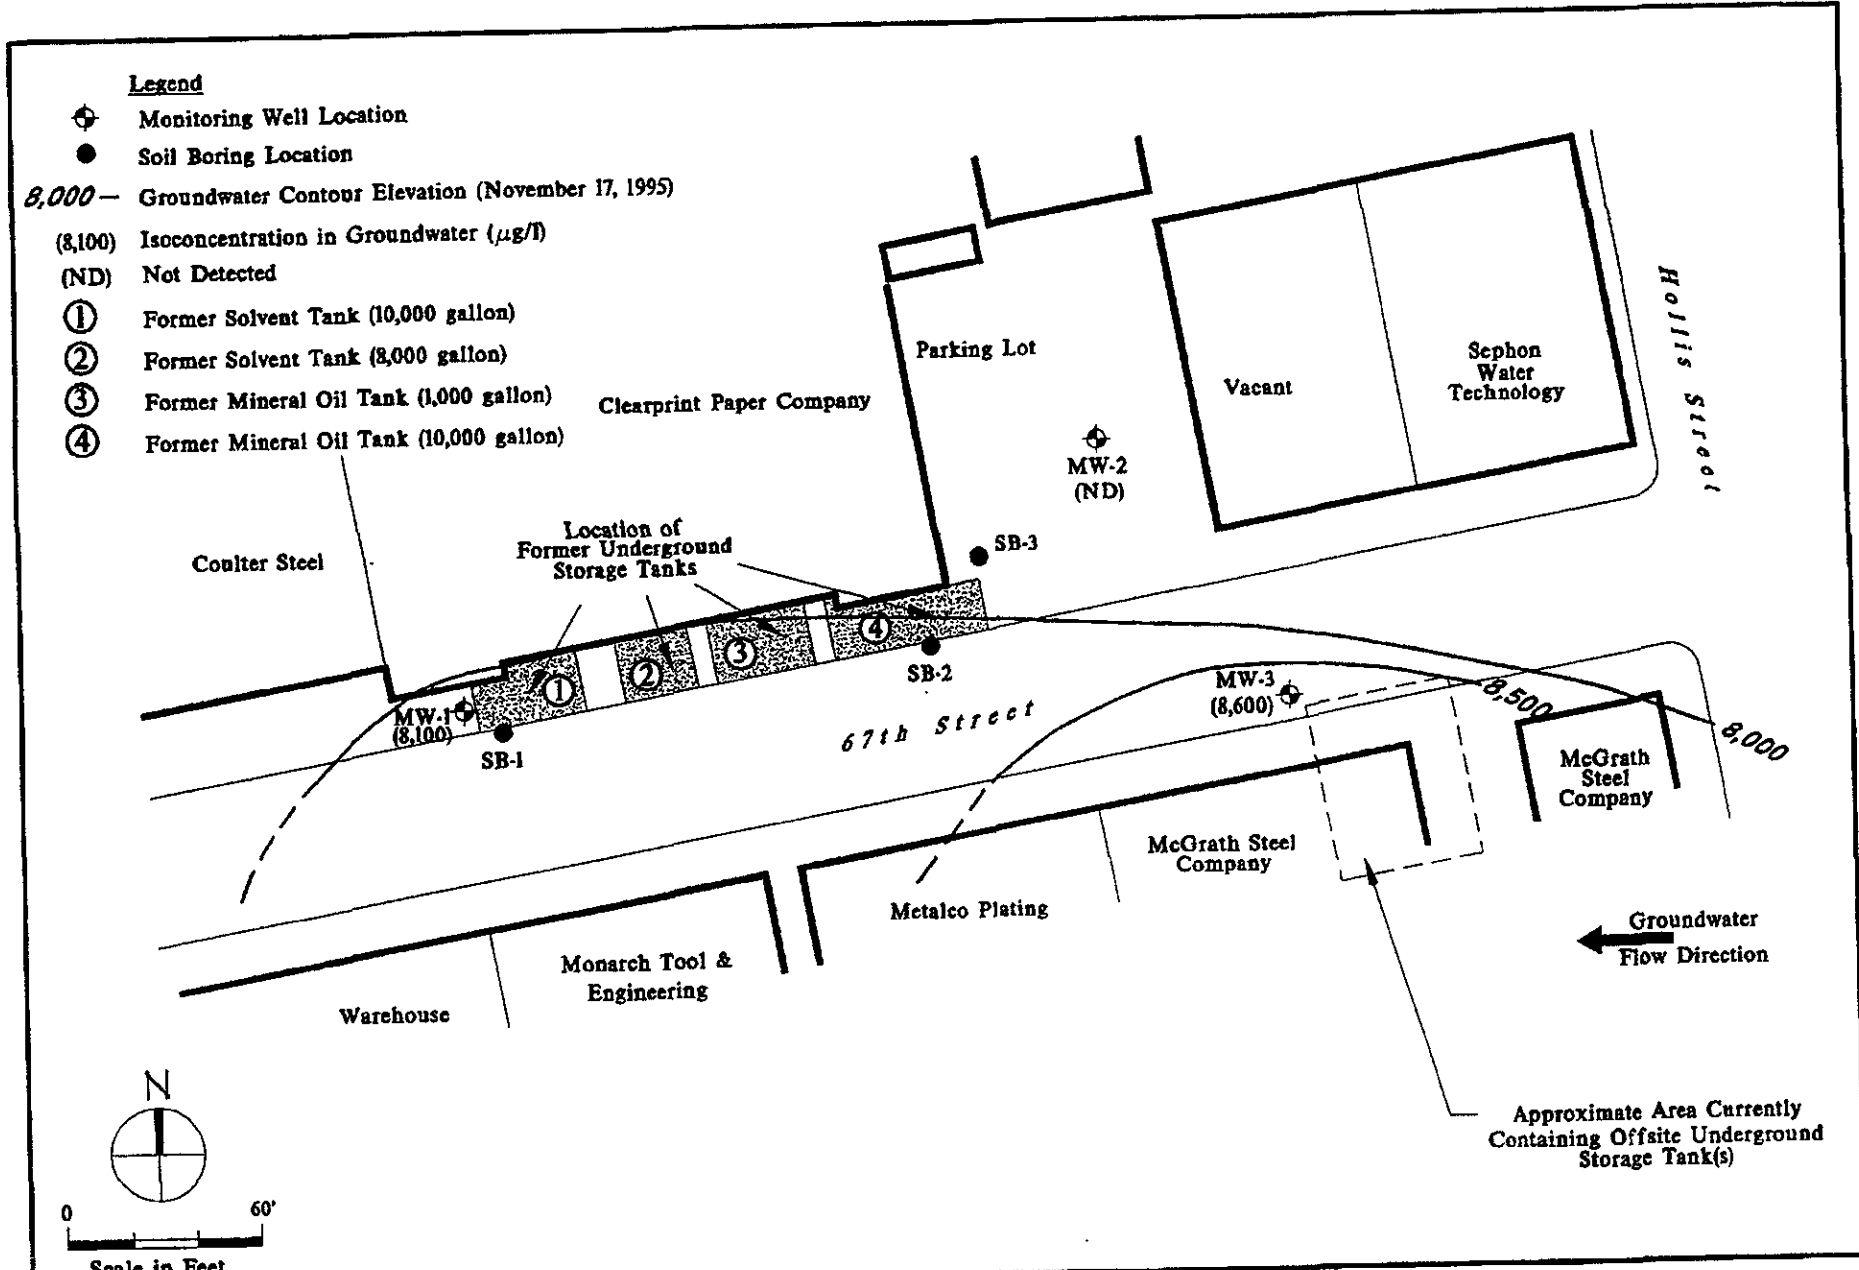 Legend
Monitoring Well Location
Soil Boring Location
8,000 — Groundwater Contour Elevation (November 17, 1995)
(8,100) Isoconcentration in Groundwater (µg/l)
(ND) Not Detected
1 Former Solvent Tank (10,000 gallon)
2 Former Solvent Tank (8,000 gallon)
3 Former Mineral Oil Tank (1,000 gallon)
4 Former Mineral Oil Tank (10,000 gallon)
Clearprint Paper Company
Parking Lot
Vacant
Sephon
Water
Technology
Hollis Street
MW-2
(ND)
Coulter Steel
Location of
Former Underground
Storage Tanks
SB-3
1
2
3
4
MW-1
(8,100)
SB-1
SB-2
67th Street
MW-3
(8,600)
8,500
8,000
McGrath
Steel
Company
McGrath Steel
Company
Metalco Plating
Monarch Tool &
Engineering
Warehouse
Groundwater
Flow Direction
Approximate Area Currently
Containing Offsite Underground
Storage Tank(s)
N
0 60'
Scale in Feet